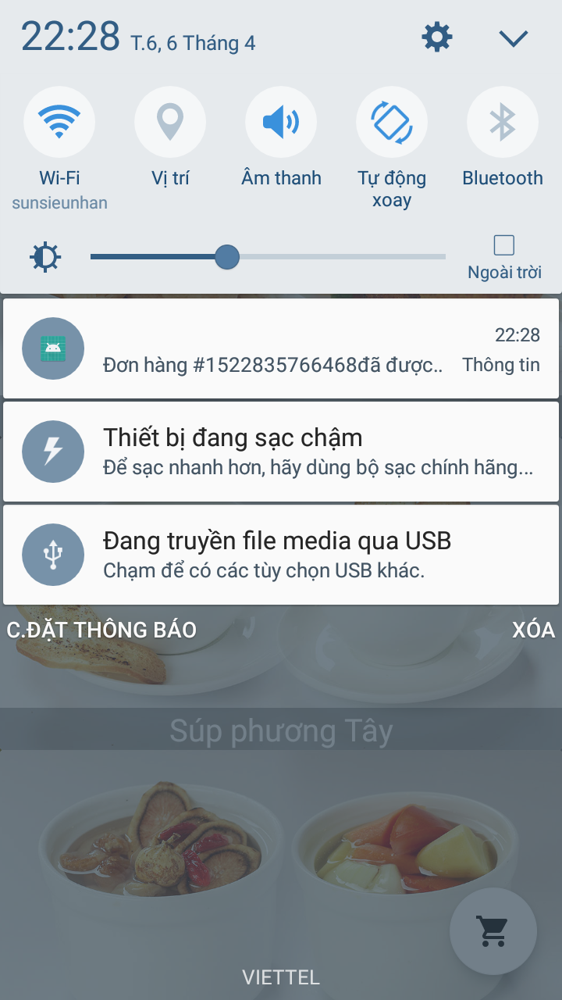 22:28 T.6, 6 Tháng 4
Wi-Fi
sunsieunhan
Vị trí
Âm thanh
Tự động
xoay
Bluetooth
Ngoài trời
22:28
Đơn hàng #1522835766468đã được.. Thông tin
Thiết bị đang sạc chậm
Để sạc nhanh hơn, hãy dùng bộ sạc chính hãng...
Đang truyền file media qua USB
Chạm để có các tùy chọn USB khác.
C.ĐẶT THÔNG BÁO XÓA
Súp phương Tây
VIETTEL